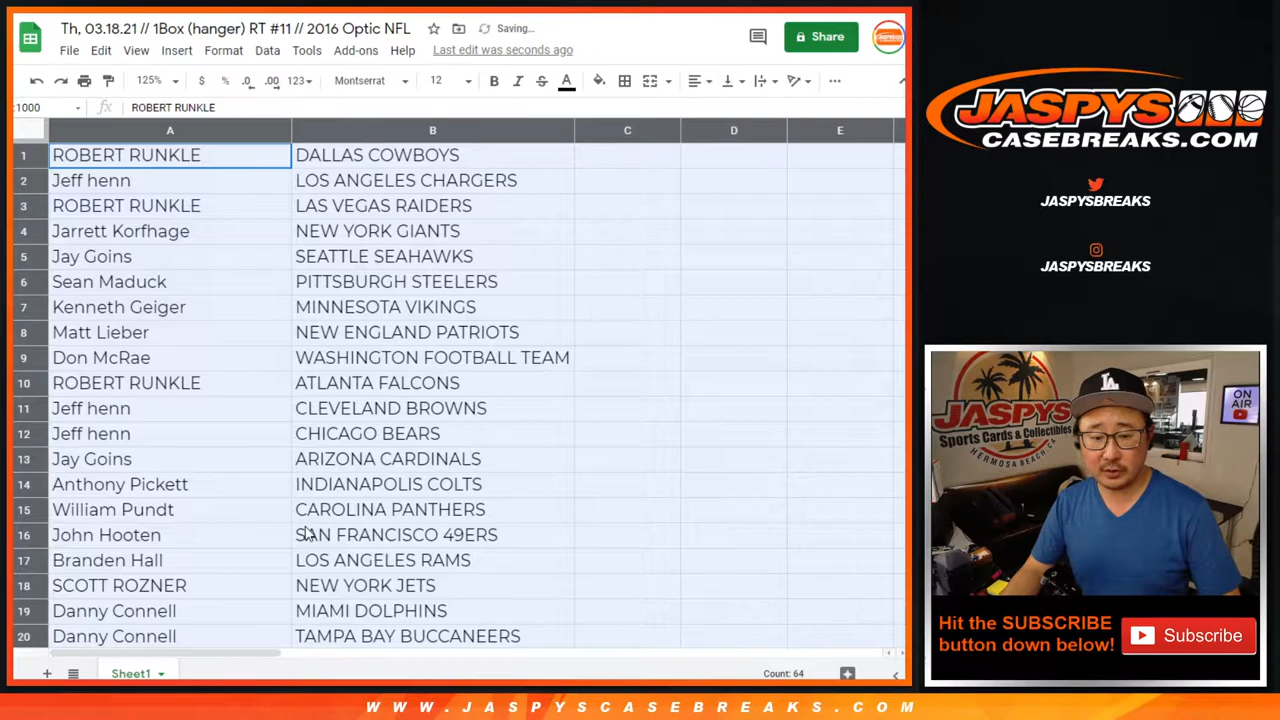 Th, 03.18.21 // 1Box (hanger) RT #11 // 2016 Optic NFL
Saving...
Share
File Edit View Insert Format Data Tools Add-ons Help
Last edit was seconds ago
125% $ % .0 .00 123 Montserrat 12 B I S A
:1000 fx ROBERT RUNKLE
A B C D E
1 ROBERT RUNKLE DALLAS COWBOYS
2 Jeff henn LOS ANGELES CHARGERS
3 ROBERT RUNKLE LAS VEGAS RAIDERS
4 Jarrett Korfhage NEW YORK GIANTS
5 Jay Goins SEATTLE SEAHAWKS
6 Sean Maduck PITTSBURGH STEELERS
7 Kenneth Geiger MINNESOTA VIKINGS
8 Matt Lieber NEW ENGLAND PATRIOTS
9 Don McRae WASHINGTON FOOTBALL TEAM
10 ROBERT RUNKLE ATLANTA FALCONS
11 Jeff henn CLEVELAND BROWNS
12 Jeff henn CHICAGO BEARS
13 Jay Goins ARIZONA CARDINALS
14 Anthony Pickett INDIANAPOLIS COLTS
15 William Pundt CAROLINA PANTHERS
16 John Hooten SAN FRANCISCO 49ERS
17 Branden Hall LOS ANGELES RAMS
18 SCOTT ROZNER NEW YORK JETS
19 Danny Connell MIAMI DOLPHINS
20 Danny Connell TAMPA BAY BUCCANEERS
Sheet1
Count: 64
JASPYS
CASEBREAKS.COM
JASPYSBREAKS
JASPYSBREAKS
JASPYS
Sports Cards & Collectibles
HERMOSA BEACH, CA
LA
ON
AIR
Hit the SUBSCRIBE
button down below!
Subscribe
WWW.JASPYSCASEBREAKS.COM